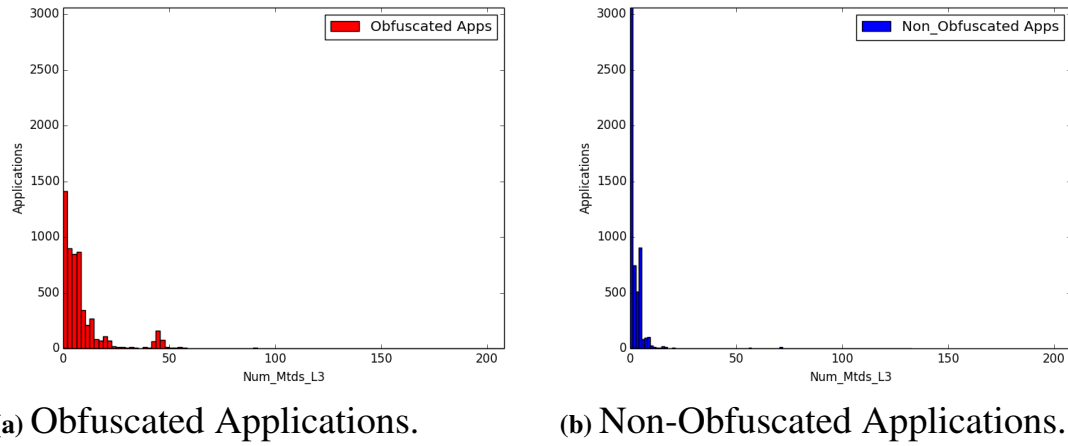 3000
2500
2000
1500
1000
500
0
Applications
Obfuscated Apps
0 50 100 150 200
Num_Mtds_L3
(a) Obfuscated Applications.
3000
2500
2000
1500
1000
500
0
Applications
Non_Obfuscated Apps
0 50 100 150 200
Num_Mtds_L3
(b) Non-Obfuscated Applications.